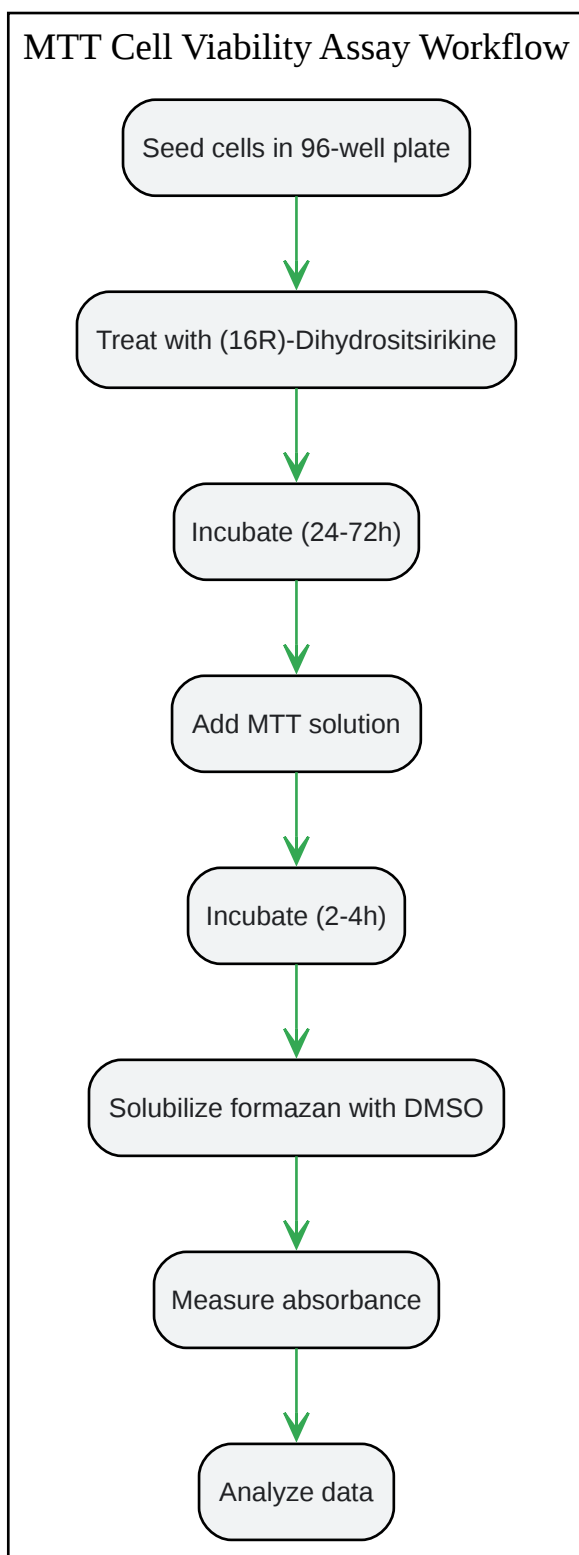 MTT Cell Viability Assay Workflow
Seed cells in 96-well plate
Treat with (16R)-Dihydrositsirikine
Incubate (24-72h)
Add MTT solution
Incubate (2-4h)
Solubilize formazan with DMSO
Measure absorbance
Analyze data